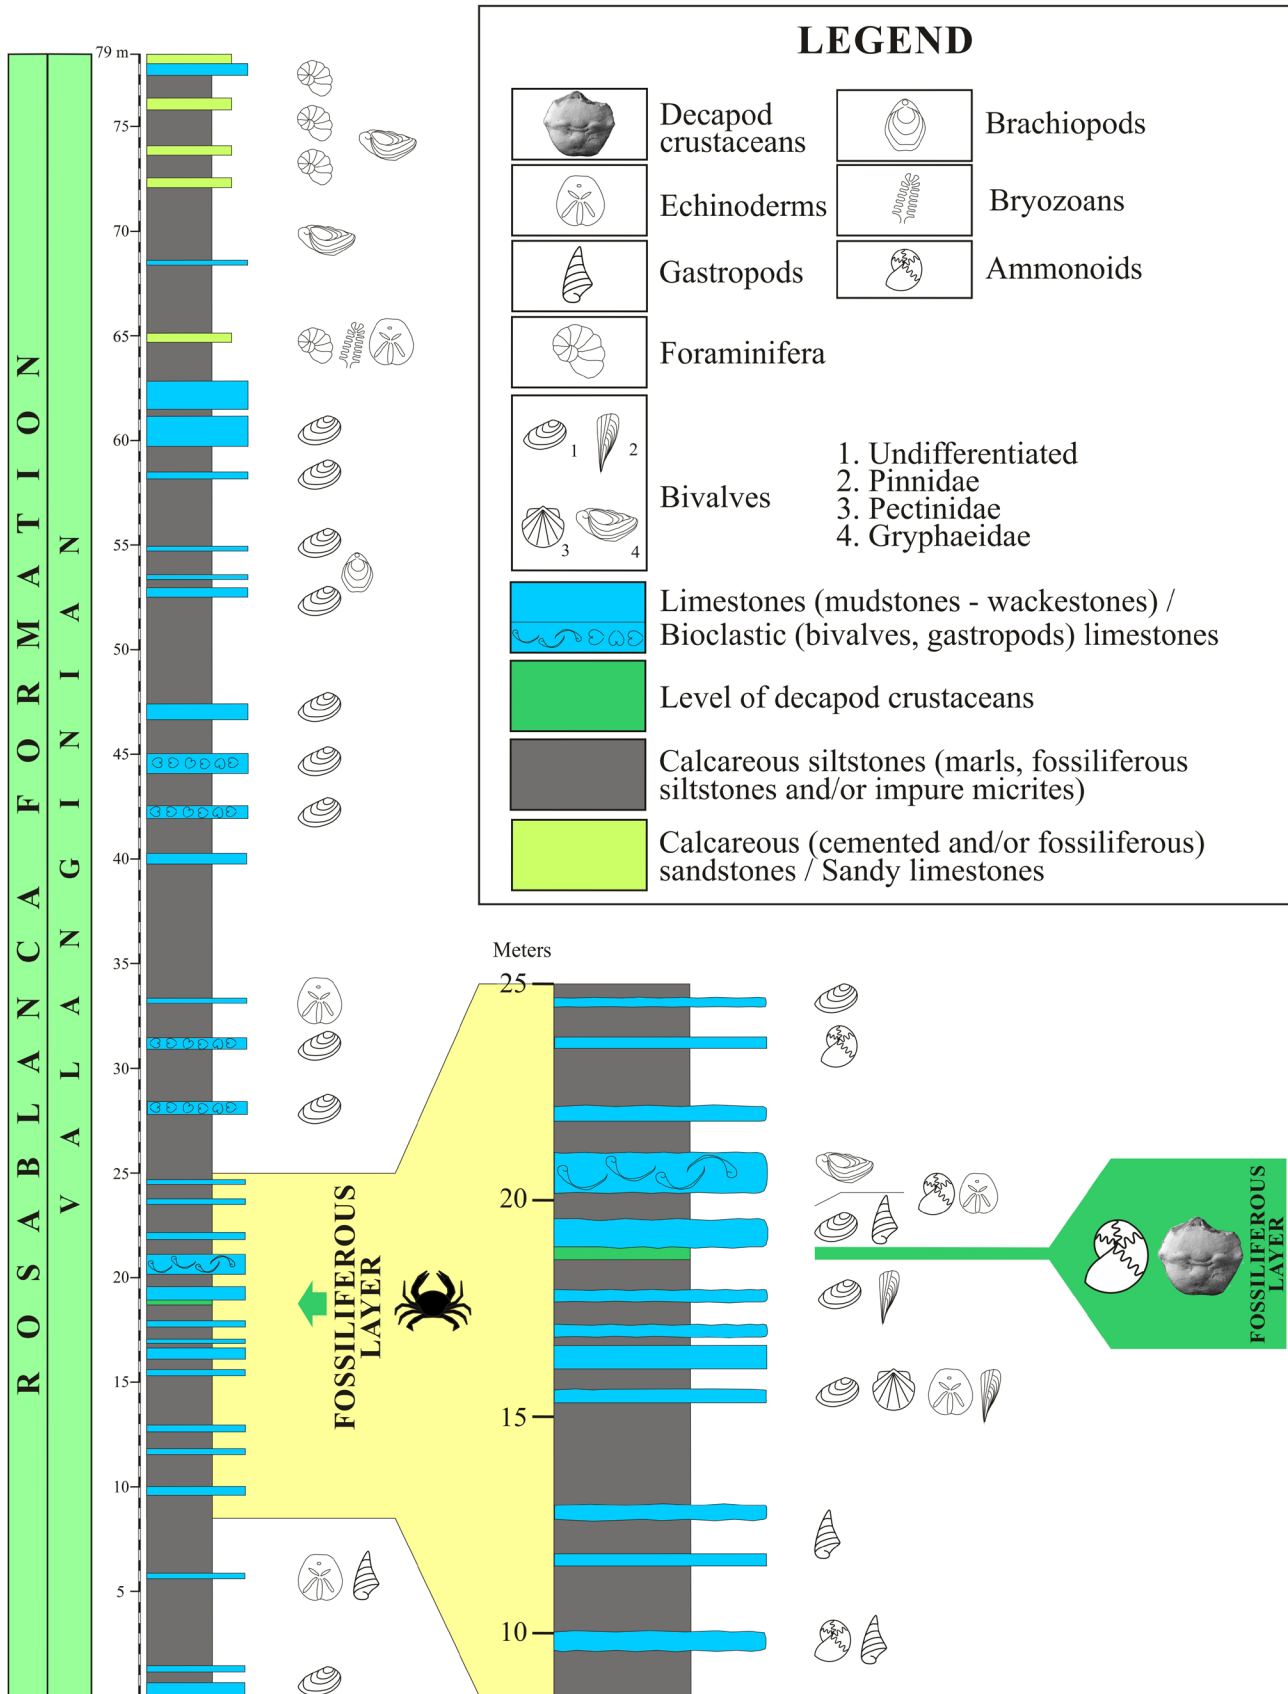 LEGEND
Decapod
crustaceans
Brachiopods
Echinoderms
Bryozoans
Gastropods
Ammonoids
Foraminifera
1
2
3
4
Bivalves
1. Undifferentiated
2. Pinnidae
3. Pectinidae
4. Gryphaeidae
Limestones (mudstones - wackestones) /
Bioclastic (bivalves, gastropods) limestones
Level of decapod crustaceans
Calcareous siltstones (marls, fossiliferous
siltstones and/or impure micrites)
Calcareous (cemented and/or fossiliferous)
sandstones / Sandy limestones
ROSABLANCA FORMATION
VALANGINIAN
79 m
75
70
65
60
55
50
45
40
35
30
25
20
15
10
5
FOSSILIFEROUS
LAYER
Meters
25
20
15
10
FOSSILIFEROUS
LAYER